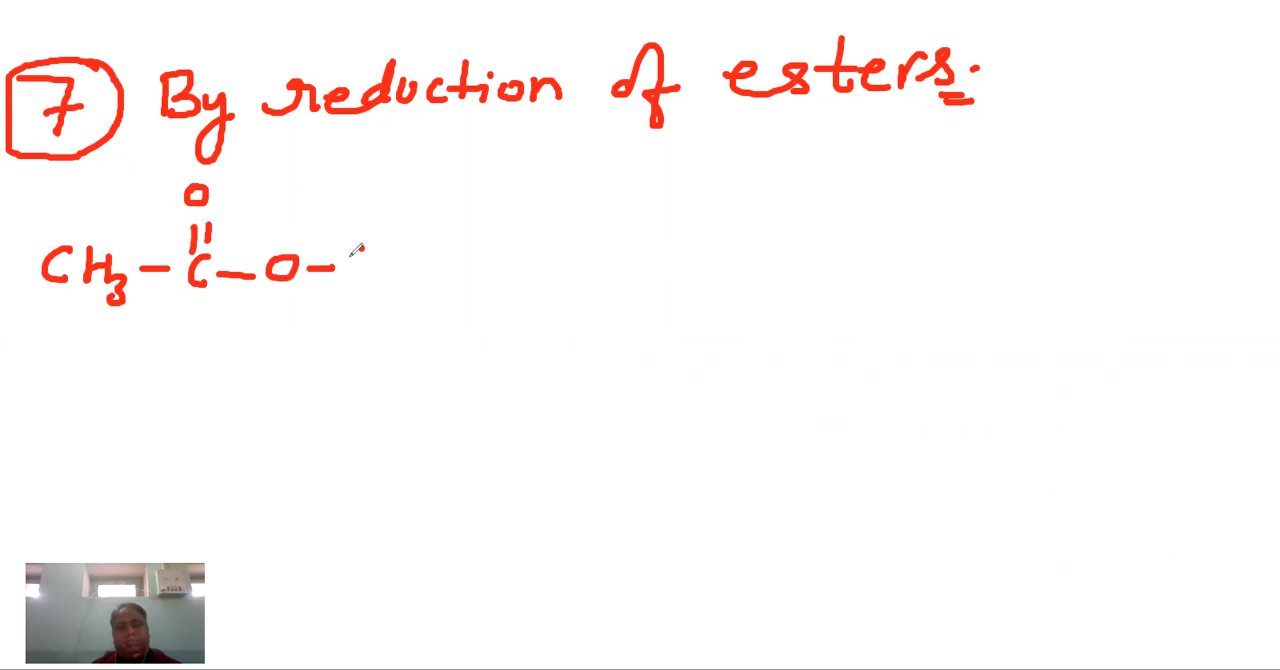 7 By reduction of esters.
O
||
CH3 - C - O -